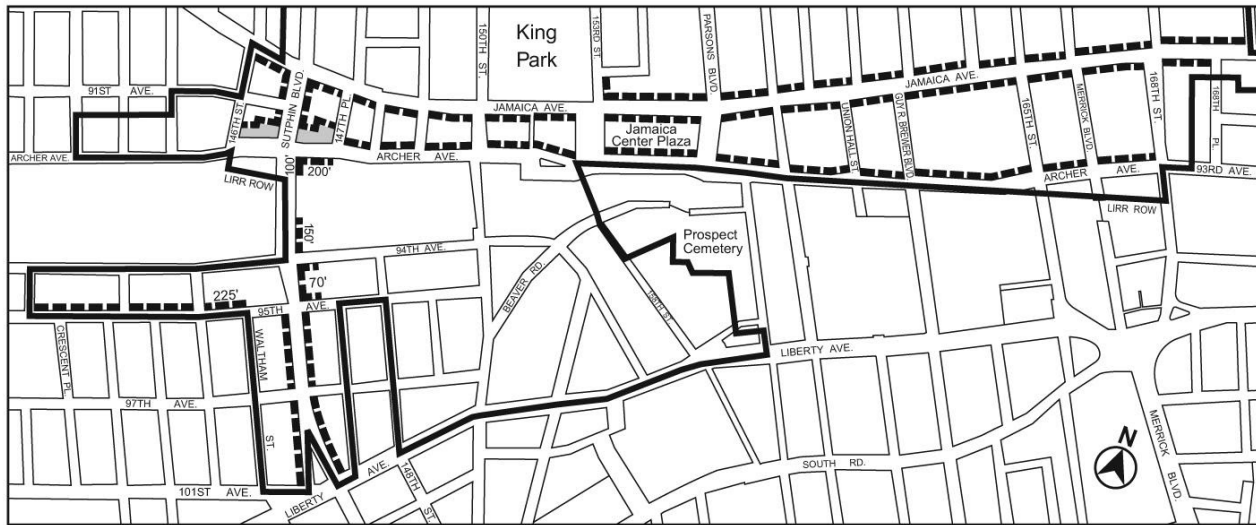 150TH ST.
King
Park
153RD ST.
PARSONS BLVD.
JAMAICA AVE.
168TH ST.
168TH PL
91ST AVE.
146TH ST.
SUTPHIN BLVD.
147TH PL
JAMAICA AVE.
Jamaica
Center Plaza
UNION HALL ST
GUY R. BREWER BLVD
165TH ST.
MERRICK BLVD.
ARCHER AVE.
ARCHER AVE.
ARCHER AVE.
93RD AVE.
100'
200'
LIRR ROW
LIRR ROW
150'
94TH AVE.
Prospect
Cemetery
BEAVER RD.
158TH ST.
70'
225'
95TH AVE.
CRESCENT PL.
WALTHAM ST.
LIBERTY AVE.
97TH AVE.
MERRICK BLVD.
N
148TH ST.
SOUTH RD.
101ST AVE.
LIBERTY AVE.